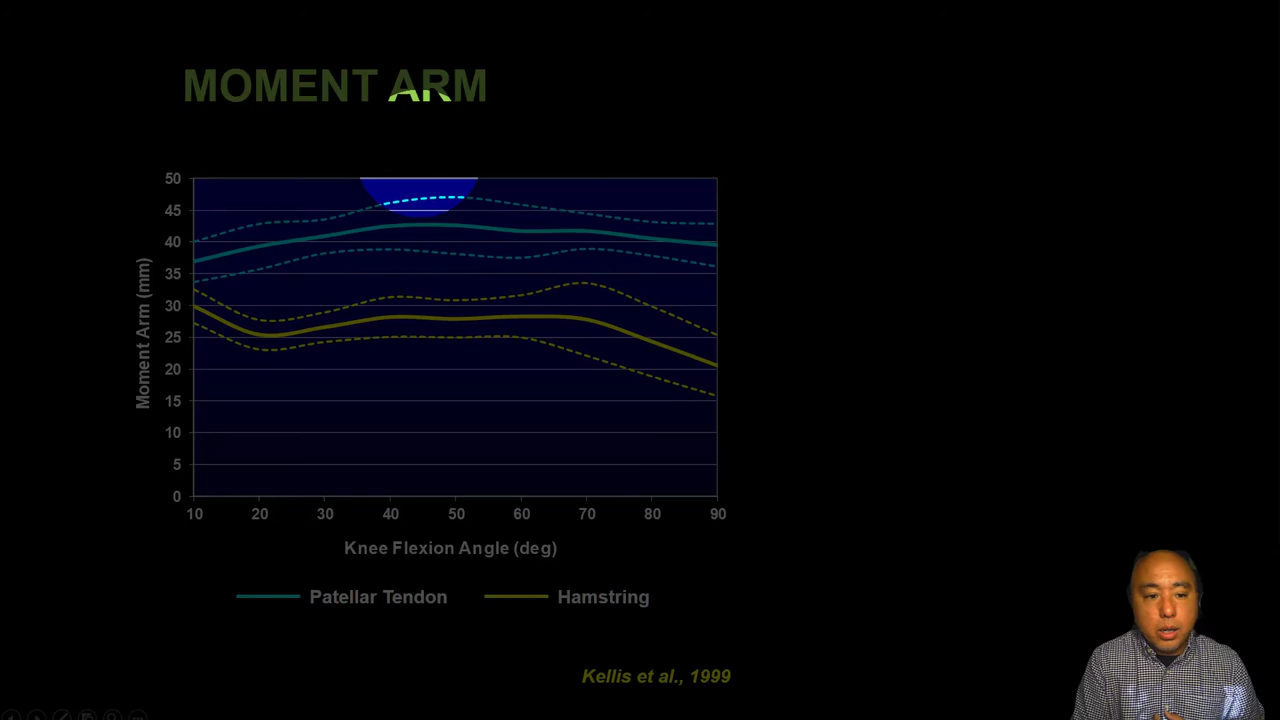 MOMENT ARM
50
45
40
35
30
25
20
15
10
5
0
Moment Arm (mm)
10 20 30 40 50 60 70 80 90
Knee Flexion Angle (deg)
Patellar Tendon Hamstring
Kellis et al., 1999